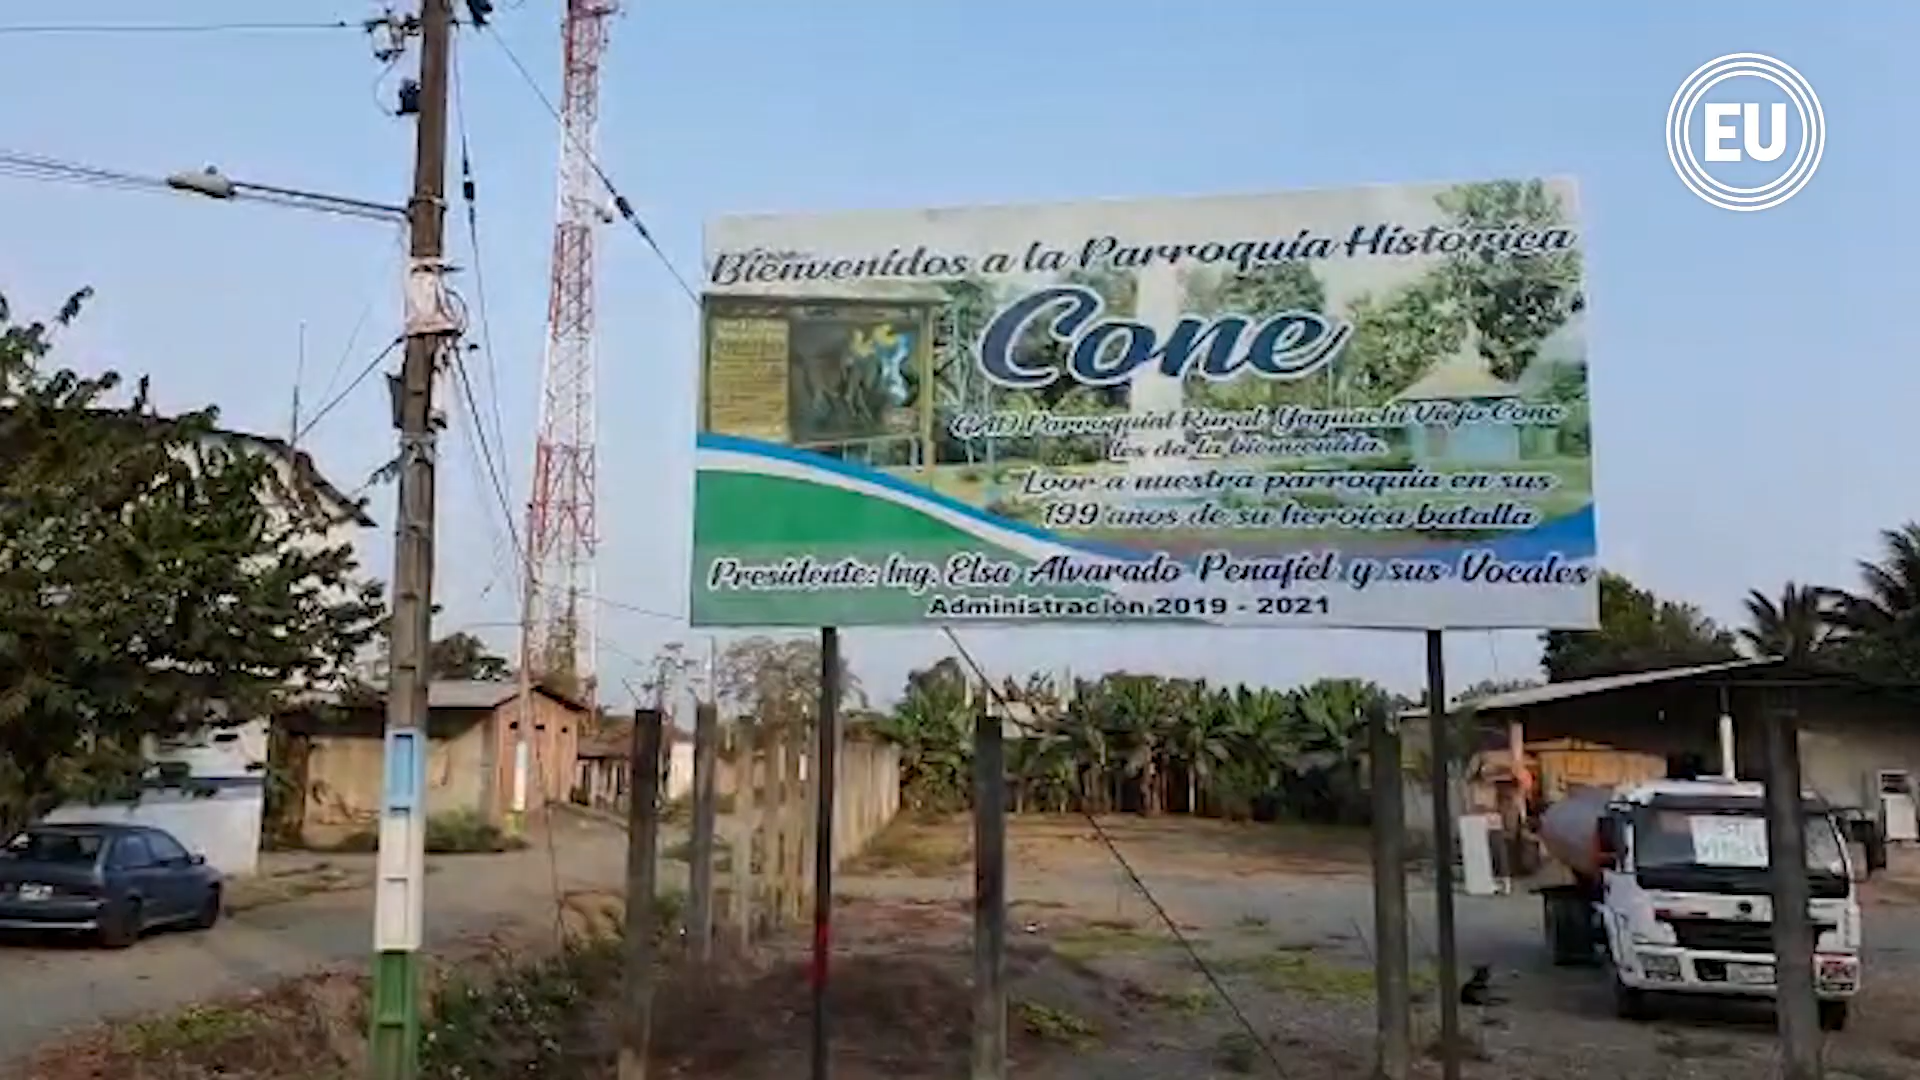 EU
Bienvenidos a la Parroquia Histórica
Cone
GAD Parroquial Rural Yaguachi Viejo Cone
les da la bienvenida.
Loor a nuestra parroquia en sus
199 años de su heroica batalla
Presidente: Ing. Elsa Alvarado Peñafiel y sus Vocales
Administración 2019 - 2021